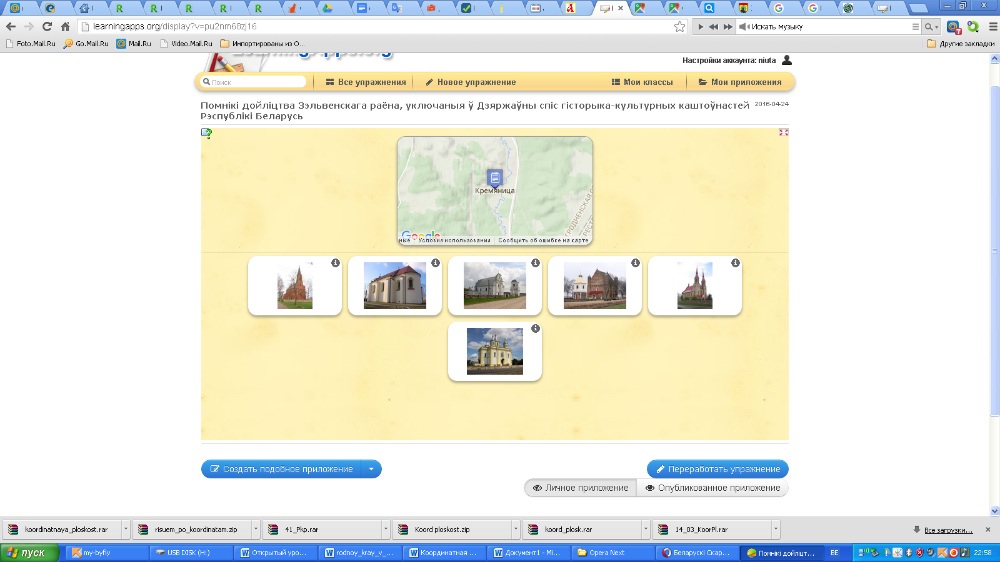 learningapps.org/display?v=pu2nm68zj16
Искать музыку
Foto.Mail.Ru
Go.Mail.Ru
Mail.Ru
Video.Mail.Ru
Импортированы из О...
Другие закладки
Настройки аккаунта: niuta
Поиск
Все упражнения
Новое упражнение
Мои классы
Мои приложения
Помнікі дойліцтва Зэльвенскага раёна, уключаныя ў Дзяржаўны спіс гісторыка-культурных каштоўнастей
Рэспублікі Беларусь
2016-04-24
Кремяница
ГРОДНЕНСКАЯ О
БРЕСТ
Google
ные
Условия использования
Сообщить об ошибке на карте
Создать подобное приложение
Переработать упражнение
Личное приложение
Опубликованное приложение
koordinatnaya_ploskost.rar
risuem_po_koordinatam.zip
41_Pkp.rar
Koord ploskost.zip
koord_plosk.rar
14_03_KoorPl.rar
Все загрузки...
пуск
my-byfly
USB DISK (H:)
Открытый уро...
rodnoy_kray_v_...
Координатная ...
Документ1 - Mi...
Opera Next
Беларускі Скар...
Помнікі дойліцт...
BE
22:58